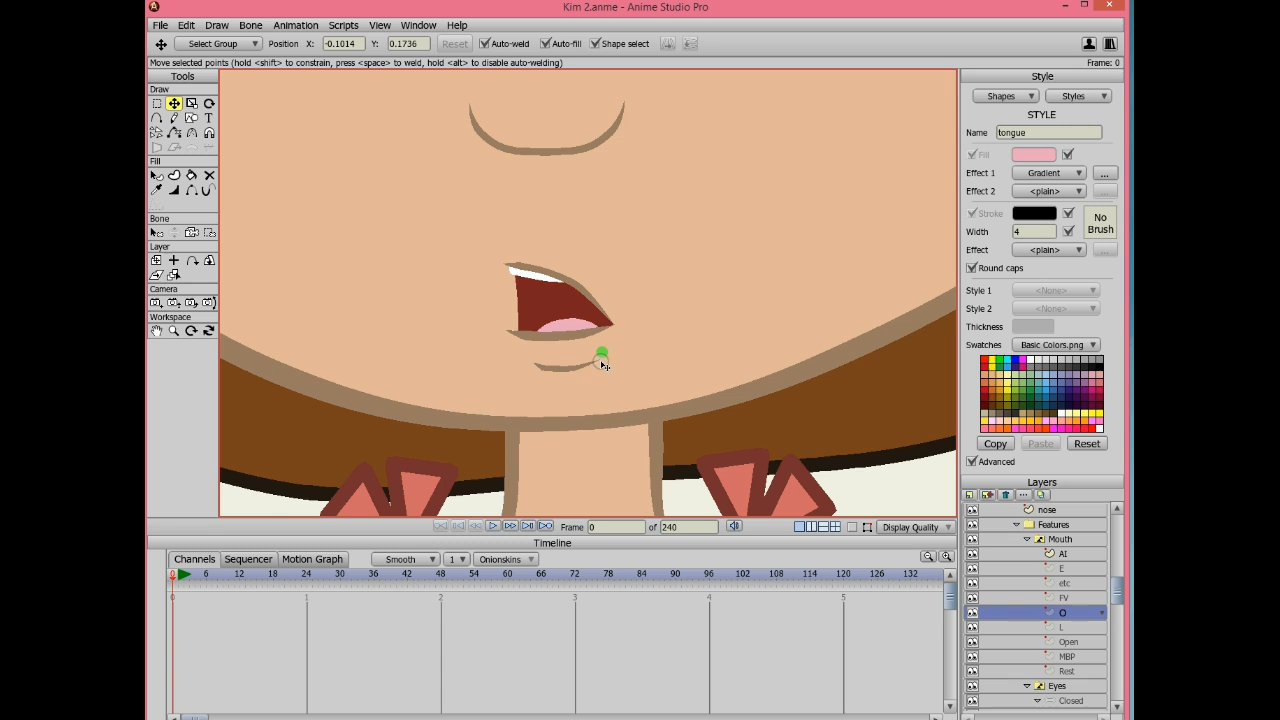 Kim 2.anme - Anime Studio Pro
File Edit Draw Bone Animation Scripts View Window Help
Select Group Position X: -0.1014 Y: 0.1736 Reset Auto-weld Auto-fill Shape select
Move selected points (hold <shift> to constrain, press <space> to weld, hold <alt> to disable auto-welding) Frame: 0
Tools
Draw
T
Fill
Bone
Layer
Camera
Workspace
Style
Shapes Styles
STYLE
Name tongue
Fill
Effect 1 Gradient ...
Effect 2 <plain> ...
Stroke
Width 4
No Brush
Effect <plain> ...
Round caps
Style 1 <None>
Style 2 <None>
Thickness
Swatches Basic Colors.png
Copy Paste Reset
Advanced
Layers
nose
Features
Mouth
AI
E
etc
FV
O
L
Open
MBP
Rest
Eyes
Closed
Frame 0 of 240 Display Quality
Timeline
Channels Sequencer Motion Graph Smooth 1 Onionskins
0 6 12 18 24 30 36 42 48 54 60 66 72 78 84 90 96 102 108 114 120 126 132
0 1 2 3 4 5